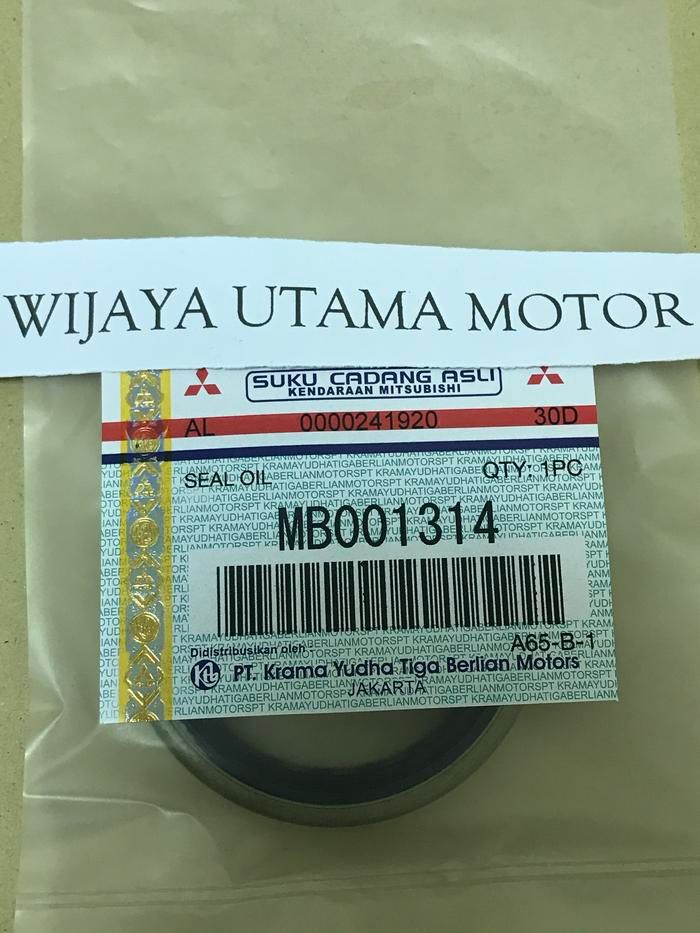 WIJAYA UTAMA MOTOR
SUKU CADANG ASLI
KENDARAAN MITSUBISHI
AL 0000241920 30D
SEAL OIL QTY: 1PC
MB001314
A65-B-1
Didistribusikan oleh
PT. Krama Yudha Tiga Berlian Motors
JAKARTA